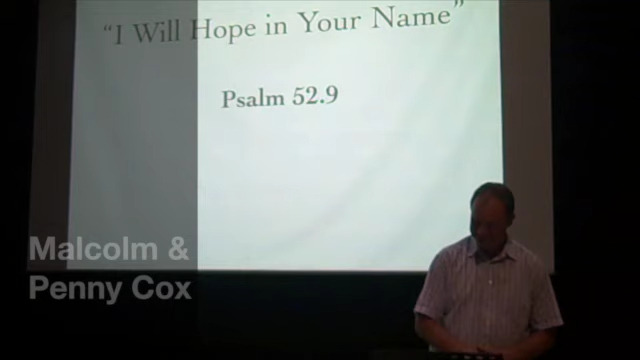 “I Will Hope in Your Name”
Psalm 52.9
Malcolm &
Penny Cox